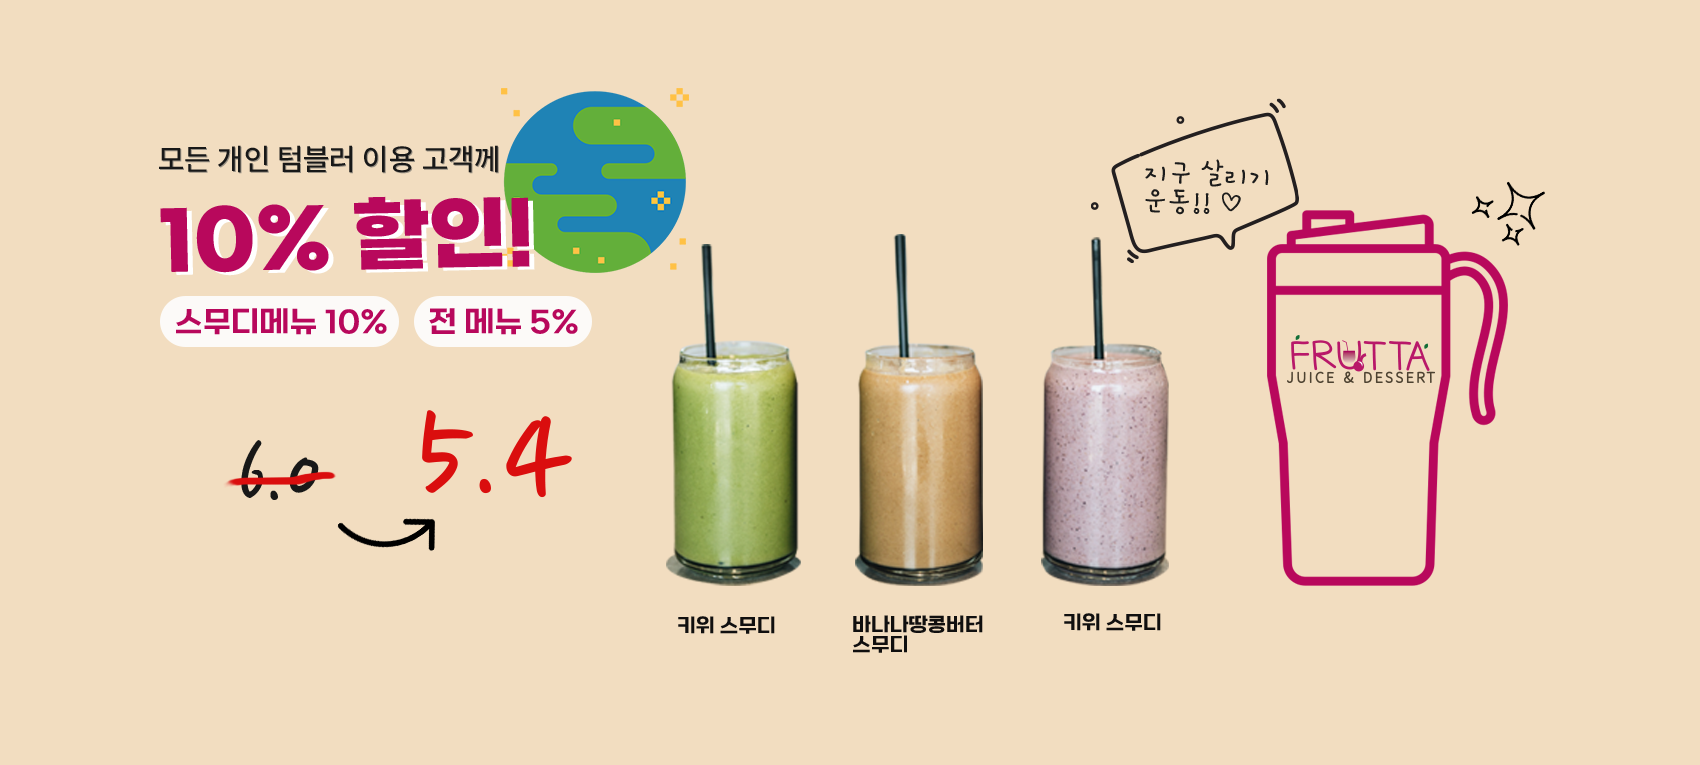 모든 개인 텀블러 이용 고객께
10% 할인!
스무디메뉴 10%
전 메뉴 5%
6.0
5.4
지구 살리기
운동!! ♡
FRUTTA
JUICE & DESSERT
키위 스무디
바나나땅콩버터
스무디
키위 스무디